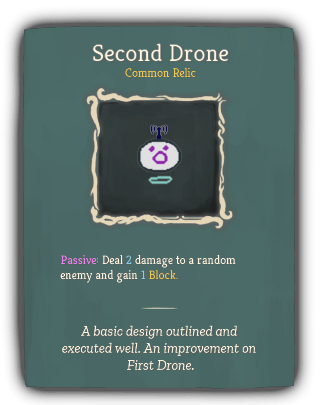 Second Drone
Common Relic
Passive: Deal 2 damage to a random
enemy and gain 1 Block.
A basic design outlined and
executed well. An improvement on
First Drone.